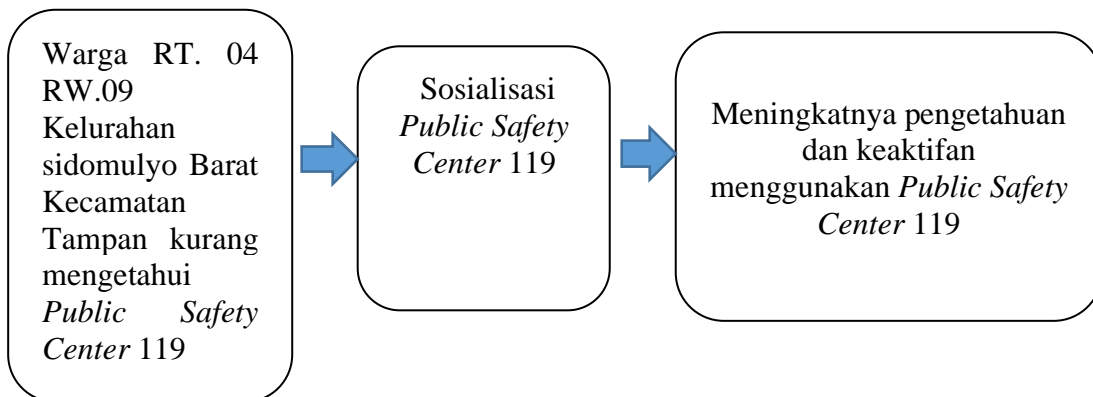 Warga RT. 04
RW.09
Kelurahan
sidomulyo Barat
Kecamatan
Tampan kurang
mengetahui
Public Safety
Center 119
Sosialisasi
Public Safety
Center 119
Meningkatnya pengetahuan
dan keaktifan
menggunakan Public Safety
Center 119